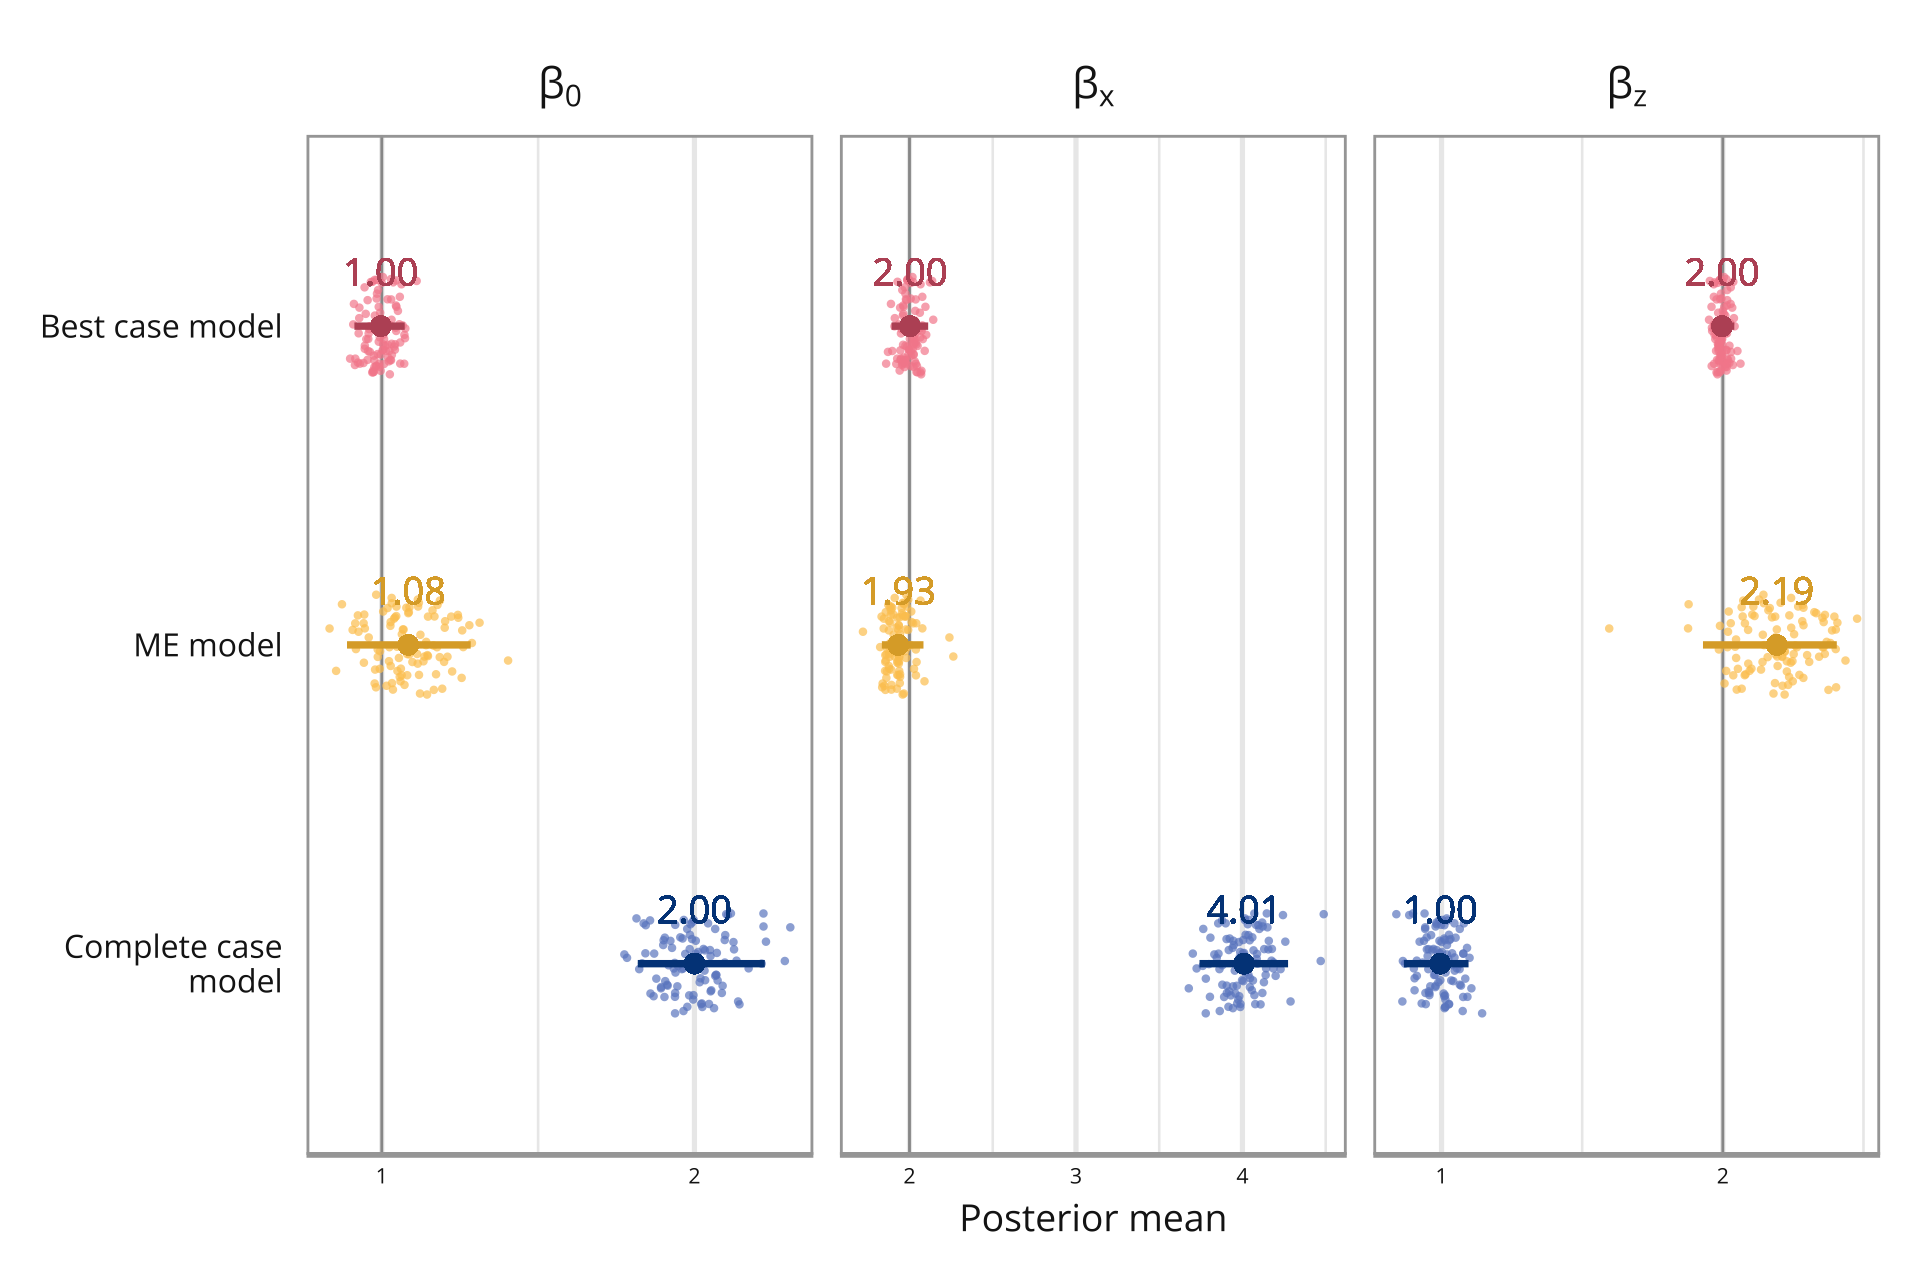 β₀ βₓ β_z
1.00 2.00 2.00
Best case model
1.08 1.93 2.19
ME model
2.00 4.01 1.00
Complete case
model
1 2 2 3 4 1 2
Posterior mean